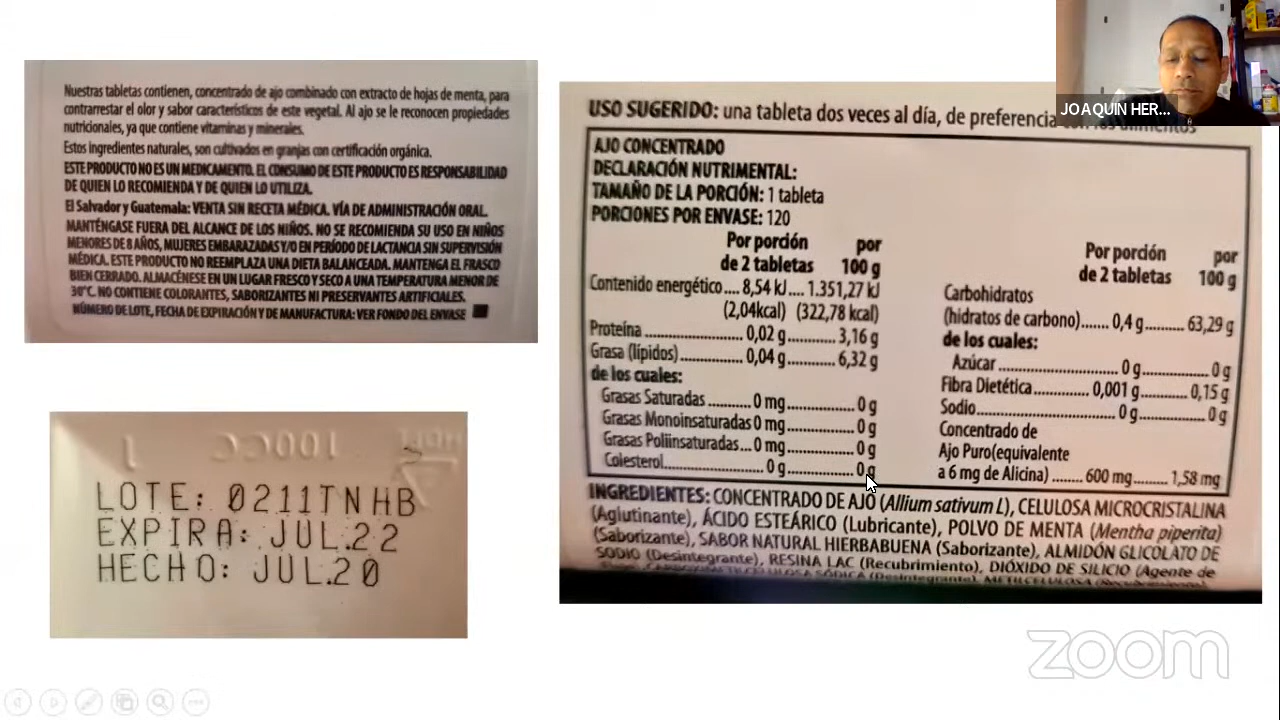 Nuestras tabletas contienen, concentrado de ajo combinado con extracto de hojas de menta, para
contrarrestar el olor y sabor característicos de este vegetal. Al ajo se le reconocen propiedades
nutricionales, ya que contiene vitaminas y minerales.
Estos ingredientes naturales, son cultivados en granjas con certificación orgánica.
ESTE PRODUCTO NO ES UN MEDICAMENTO. EL CONSUMO DE ESTE PRODUCTO ES RESPONSABILIDAD
DE QUIEN LO RECOMIENDA Y DE QUIEN LO UTILIZA.
El Salvador y Guatemala: VENTA SIN RECETA MÉDICA. VÍA DE ADMINISTRACIÓN ORAL.
MANTÉNGASE FUERA DEL ALCANCE DE LOS NIÑOS. NO SE RECOMIENDA SU USO EN NIÑOS
MENORES DE 8 AÑOS, MUJERES EMBARAZADAS Y/O EN PERÍODO DE LACTANCIA SIN SUPERVISIÓN
MÉDICA. ESTE PRODUCTO NO REEMPLAZA UNA DIETA BALANCEADA. MANTENGA EL FRASCO
BIEN CERRADO. ALMACÉNESE EN UN LUGAR FRESCO Y SECO A UNA TEMPERATURA MENOR DE
30°C. NO CONTIENE COLORANTES, SABORIZANTES NI PRESERVANTES ARTIFICIALES.
NÚMERO DE LOTE, FECHA DE EXPIRACIÓN Y DE MANUFACTURA: VER FONDO DEL ENVASE
100CC
LOTE: 0211TNHB
EXPIRA: JUL.22
HECHO: JUL.20
JOAQUIN HER...
USO SUGERIDO: una tableta dos veces al día, de preferencia con los alimentos
AJO CONCENTRADO
DECLARACIÓN NUTRIMENTAL:
TAMAÑO DE LA PORCIÓN: 1 tableta
PORCIONES POR ENVASE: 120
Por porción por
de 2 tabletas 100 g
Contenido energético.... 8,54 kJ.... 1.351,27 kJ
(2,04kcal) (322,78 kcal)
Proteína ........................ 0,02 g............... 3,16 g
Grasa (lípidos)................ 0,04 g............... 6,32 g
de los cuales:
Grasas Saturadas ..........0 mg................ 0 g
Grasas Monoinsaturadas 0 mg................ 0 g
Grasas Poliinsaturadas... 0 mg................ 0 g
Colesterol........................ 0 g................ 0 g
Por porción por
de 2 tabletas 100 g
Carbohidratos
(hidratos de carbono)....... 0,4 g.......... 63,29 g
de los cuales:
Azúcar........................... 0 g............... 0 g
Fibra Dietética.............. 0,001 g.......... 0,15 g
Sodio............................. 0 g............... 0 g
Concentrado de
Ajo Puro(equivalente
a 6 mg de Alicina) ..... 600 mg...... 1,58 mg
INGREDIENTES: CONCENTRADO DE AJO (Allium sativum L), CELULOSA MICROCRISTALINA
(Aglutinante), ÁCIDO ESTEÁRICO (Lubricante), POLVO DE MENTA (Mentha piperita)
(Saborizante), SABOR NATURAL HIERBABUENA (Saborizante), ALMIDÓN GLICOLATO DE
SODIO (Desintegrante), RESINA LAC (Recubrimiento), DIÓXIDO DE SILICIO (Agente de
SÓDICA (Desintegrante), METILCELULOSA
zoom